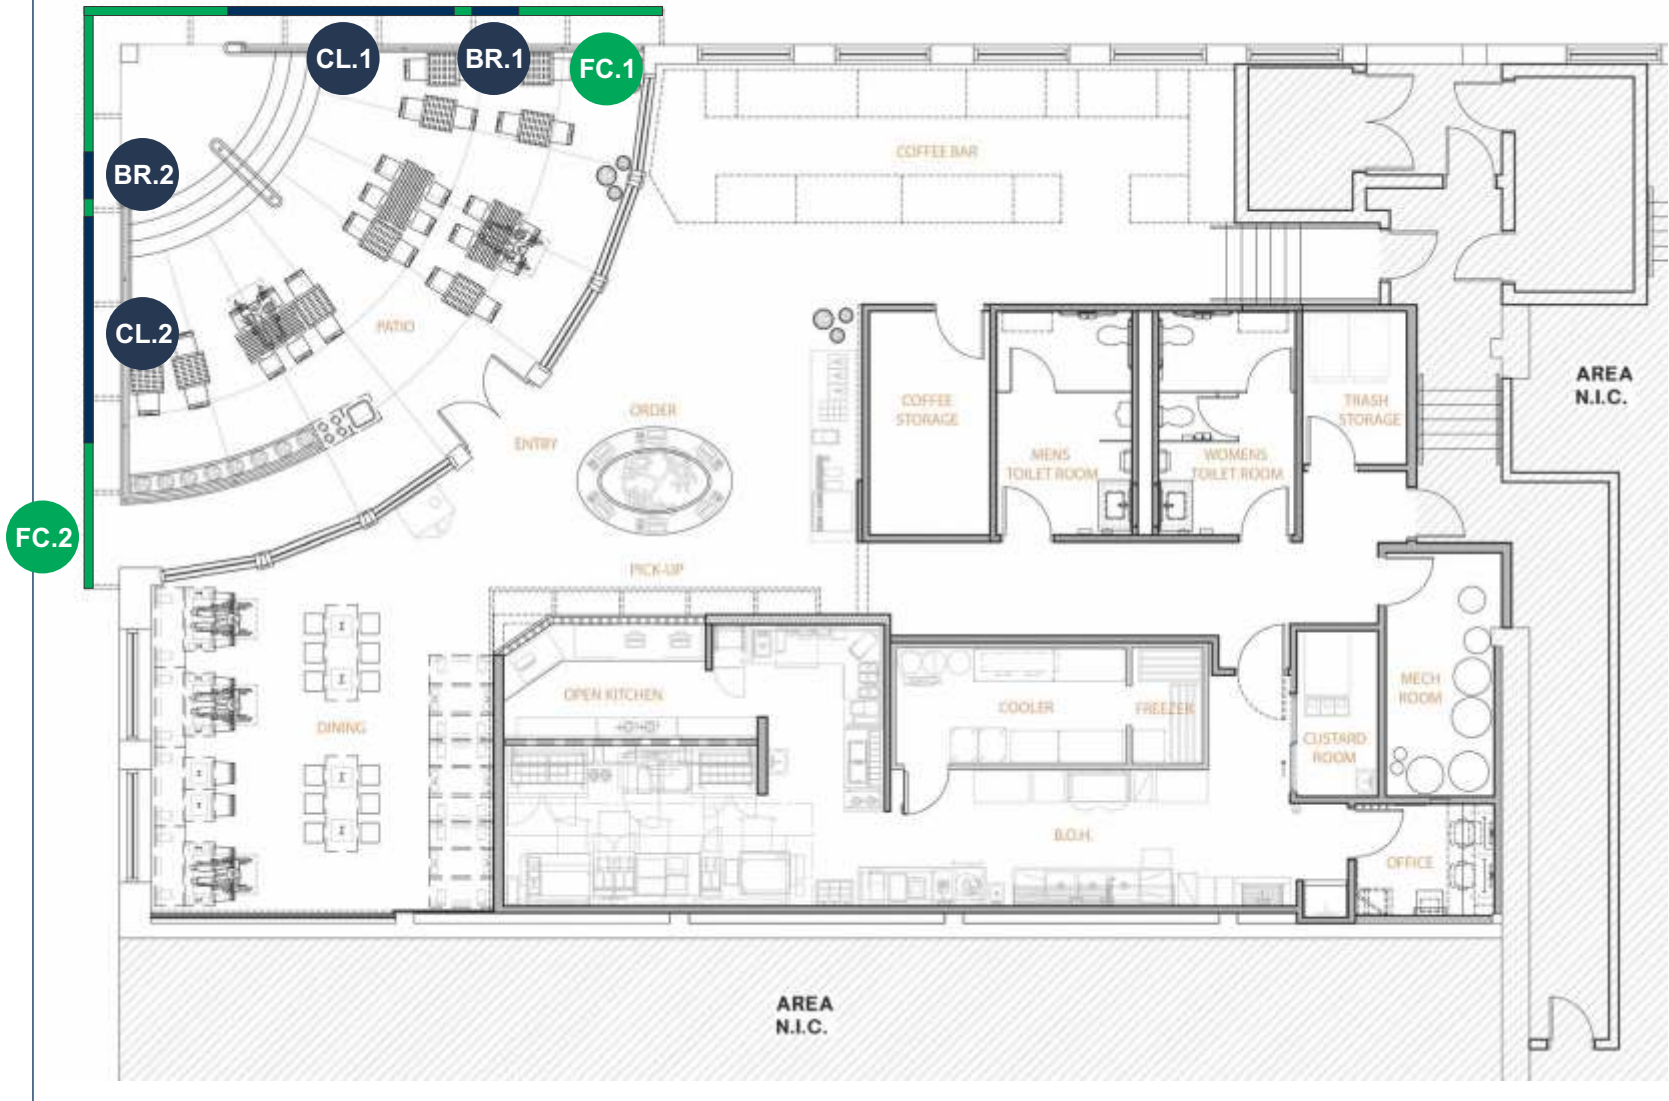 CL.1
BR.1
FC.1
COFFEE BAR
BR.2
CL.2
PATIO
AREA
N.I.C.
ORDER
ENTRY
COFFEE
STORAGE
TRASH
STORAGE
MENS
TOILET ROOM
WOMENS
TOILET ROOM
FC.2
PICK-UP
OPEN KITCHEN
COOLER
FREEZER
MECH
ROOM
DINING
CUSTARD
ROOM
B.O.H.
OFFICE
AREA
N.I.C.